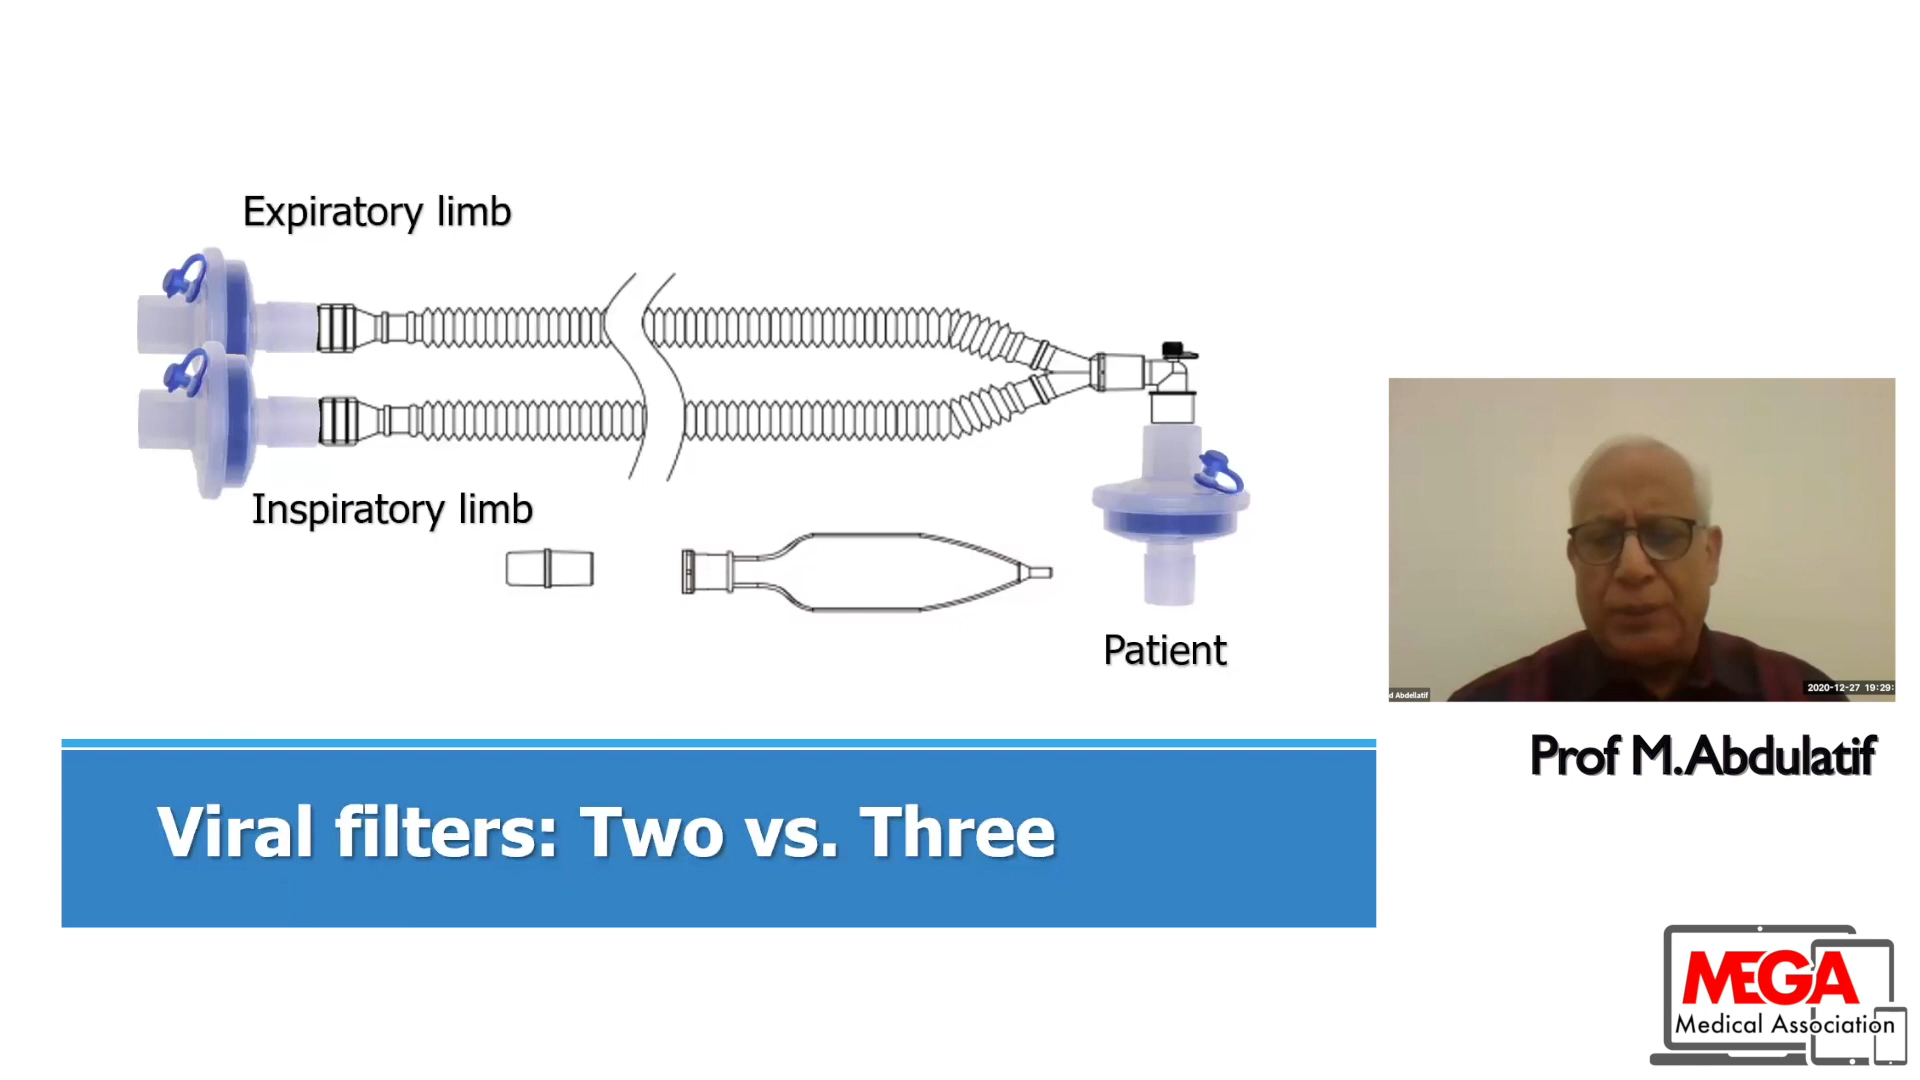 Expiratory limb
Inspiratory limb
Patient
Viral filters: Two vs. Three
d Abdellatif
2020-12-27 19:29:
Prof M.Abdulatif
MEGA
Medical Association